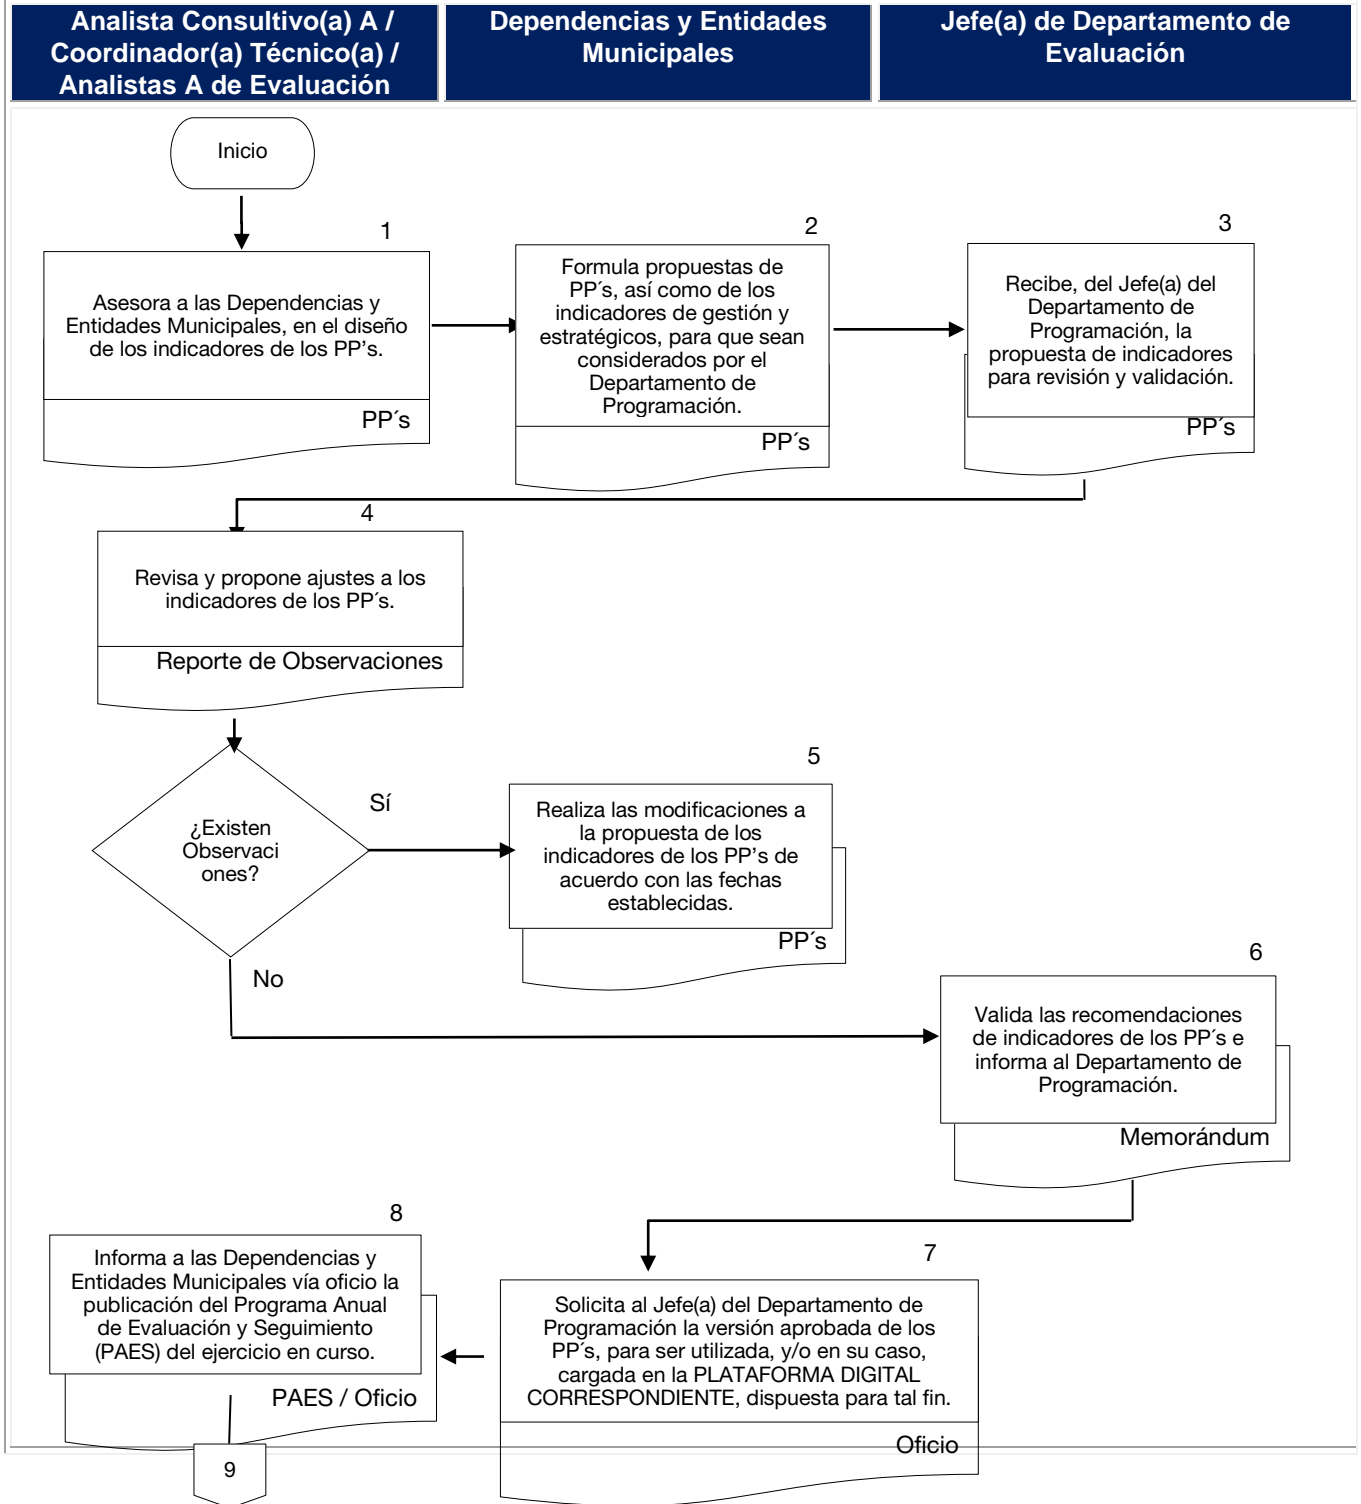 Analista Consultivo(a) A /
Coordinador(a) Técnico(a) /
Analistas A de Evaluación
Dependencias y Entidades
Municipales
Jefe(a) de Departamento de
Evaluación
Inicio
1
Asesora a las Dependencias y
Entidades Municipales, en el diseño
de los indicadores de los PP's.
PP´s
2
Formula propuestas de
PP´s, así como de los
indicadores de gestión y
estratégicos, para que sean
considerados por el
Departamento de
Programación.
PP´s
3
Recibe, del Jefe(a) del
Departamento de
Programación, la
propuesta de indicadores
para revisión y validación.
PP´s
4
Revisa y propone ajustes a los
indicadores de los PP´s.
Reporte de Observaciones
¿Existen
Observaci
ones?
Sí
No
5
Realiza las modificaciones a
la propuesta de los
indicadores de los PP's de
acuerdo con las fechas
establecidas.
PP´s
6
Valida las recomendaciones
de indicadores de los PP´s e
informa al Departamento de
Programación.
Memorándum
7
Solicita al Jefe(a) del Departamento de
Programación la versión aprobada de los
PP´s, para ser utilizada, y/o en su caso,
cargada en la PLATAFORMA DIGITAL
CORRESPONDIENTE, dispuesta para tal fin.
Oficio
8
Informa a las Dependencias y
Entidades Municipales vía oficio la
publicación del Programa Anual
de Evaluación y Seguimiento
(PAES) del ejercicio en curso.
PAES / Oficio
9